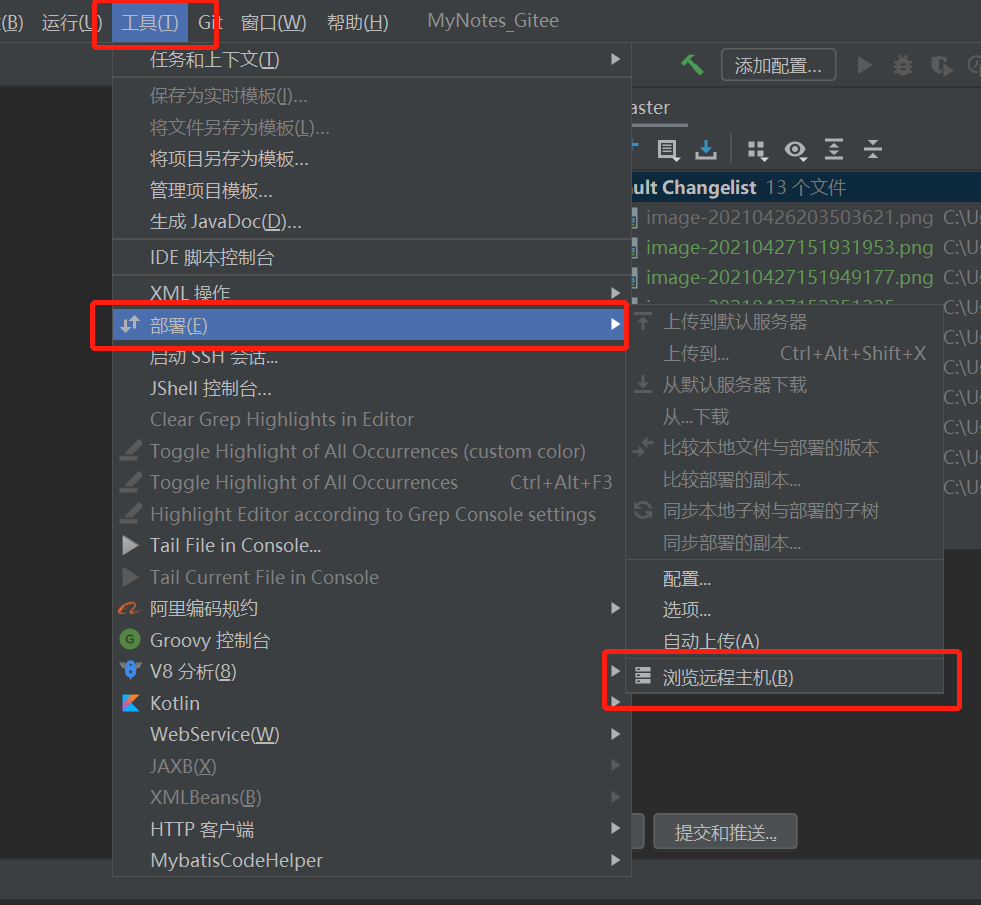 (B) 运行(U) 工具(T) Git 窗口(W) 帮助(H) MyNotes_Gitee
任务和上下文(T)
保存为实时模板(I)...
将文件另存为模板(L)...
将项目另存为模板...
管理项目模板...
生成 JavaDoc(D)...
IDE 脚本控制台
XML 操作
部署(E)
启动 SSH 会话...
JShell 控制台...
Clear Grep Highlights in Editor
Toggle Highlight of All Occurrences (custom color)
Toggle Highlight of All Occurrences Ctrl+Alt+F3
Highlight Editor according to Grep Console settings
Tail File in Console...
Tail Current File in Console
阿里编码规约
Groovy 控制台
V8 分析(8)
Kotlin
WebService(W)
JAXB(X)
XMLBeans(B)
HTTP 客户端
MybatisCodeHelper
添加配置...
aster
ult Changelist 13 个文件
image-20210426203503621.png C:\U
image-20210427151931953.png C:\U
image-20210427151949177.png C:\U
C:\U
C:\U
C:\U
C:\U
C:\U
C:\U
C:\U
上传到默认服务器
上传到... Ctrl+Alt+Shift+X
从默认服务器下载
从...下载
比较本地文件与部署的版本
比较部署的副本...
同步本地子树与部署的子树
同步部署的副本...
配置...
选项...
自动上传(A)
浏览远程主机(B)
提交和推送...